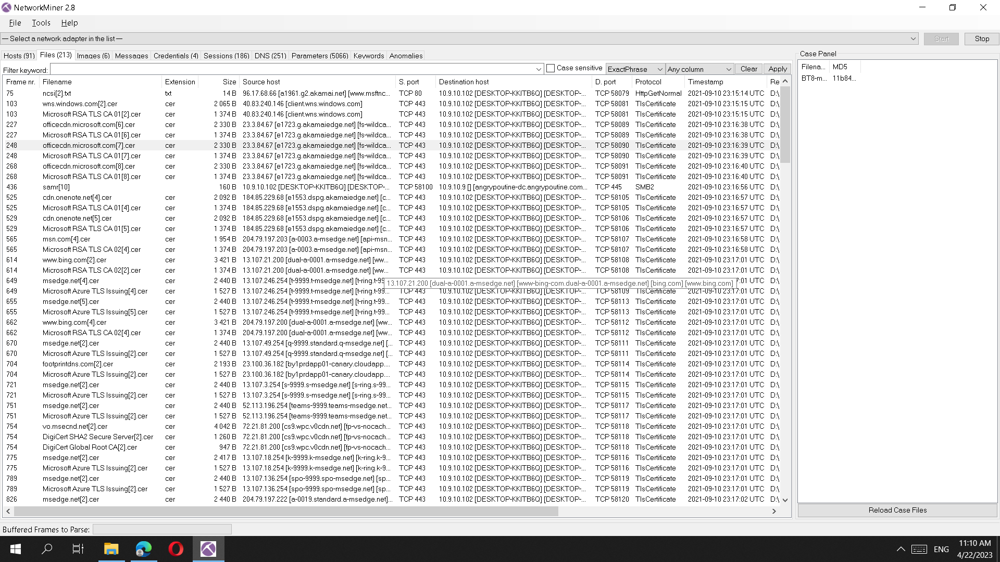 NetworkMiner 2.8
File Tools Help
— Select a network adapter in the list —
Start Stop
Hosts (91) Files (213) Images (6) Messages Credentials (4) Sessions (186) DNS (251) Parameters (5066) Keywords Anomalies
Filter keyword: Case sensitive ExactPhrase Any column Clear Apply
Frame nr. Filename Extension Size Source host S. port Destination host D. port Protocol Timestamp Re
75 ncsi[2].txt txt 14 B 96.17.68.66 [a1961.g2.akamai.net] [www.msftnc... TCP 80 10.9.10.102 [DESKTOP-KKITB6Q] [DESKTOP-... TCP 58079 HttpGetNormal 2021-09-10 23:15:14 UTC D:\
103 wns.windows.com[2].cer cer 2 065 B 40.83.240.146 [client.wns.windows.com] TCP 443 10.9.10.102 [DESKTOP-KKITB6Q] [DESKTOP-... TCP 58081 TlsCertificate 2021-09-10 23:15:15 UTC D:\
103 Microsoft RSA TLS CA 01[2].cer cer 1 374 B 40.83.240.146 [client.wns.windows.com] TCP 443 10.9.10.102 [DESKTOP-KKITB6Q] [DESKTOP-... TCP 58081 TlsCertificate 2021-09-10 23:15:15 UTC D:\
227 officecdn.microsoft.com[6].cer cer 2 330 B 23.3.84.67 [e1723.g.akamaiedge.net] [fs-wildca... TCP 443 10.9.10.102 [DESKTOP-KKITB6Q] [DESKTOP-... TCP 58089 TlsCertificate 2021-09-10 23:16:38 UTC D:\
227 Microsoft RSA TLS CA 01[6].cer cer 1 374 B 23.3.84.67 [e1723.g.akamaiedge.net] [fs-wildca... TCP 443 10.9.10.102 [DESKTOP-KKITB6Q] [DESKTOP-... TCP 58089 TlsCertificate 2021-09-10 23:16:38 UTC D:\
248 officecdn.microsoft.com[7].cer cer 2 330 B 23.3.84.67 [e1723.g.akamaiedge.net] [fs-wildca... TCP 443 10.9.10.102 [DESKTOP-KKITB6Q] [DESKTOP-... TCP 58090 TlsCertificate 2021-09-10 23:16:39 UTC D:\
248 Microsoft RSA TLS CA 01[7].cer cer 1 374 B 23.3.84.67 [e1723.g.akamaiedge.net] [fs-wildca... TCP 443 10.9.10.102 [DESKTOP-KKITB6Q] [DESKTOP-... TCP 58090 TlsCertificate 2021-09-10 23:16:39 UTC D:\
268 officecdn.microsoft.com[8].cer cer 2 330 B 23.3.84.67 [e1723.g.akamaiedge.net] [fs-wildca... TCP 443 10.9.10.102 [DESKTOP-KKITB6Q] [DESKTOP-... TCP 58091 TlsCertificate 2021-09-10 23:16:40 UTC D:\
268 Microsoft RSA TLS CA 01[8].cer cer 1 374 B 23.3.84.67 [e1723.g.akamaiedge.net] [fs-wildca... TCP 443 10.9.10.102 [DESKTOP-KKITB6Q] [DESKTOP-... TCP 58091 TlsCertificate 2021-09-10 23:16:40 UTC D:\
436 samr[10] 160 B 10.9.10.102 [DESKTOP-KKITB6Q] [DESKTOP-... TCP 58100 10.9.10.9 [] [angrypoutine-dc.angrypoutine.com... TCP 445 SMB2 2021-09-10 23:16:56 UTC D:\
525 cdn.onenote.net[4].cer cer 2 092 B 184.85.229.68 [e1553.dspg.akamaiedge.net] [c... TCP 443 10.9.10.102 [DESKTOP-KKITB6Q] [DESKTOP-... TCP 58105 TlsCertificate 2021-09-10 23:16:57 UTC D:\
525 Microsoft RSA TLS CA 01[4].cer cer 1 374 B 184.85.229.68 [e1553.dspg.akamaiedge.net] [c... TCP 443 10.9.10.102 [DESKTOP-KKITB6Q] [DESKTOP-... TCP 58105 TlsCertificate 2021-09-10 23:16:57 UTC D:\
529 cdn.onenote.net[5].cer cer 2 092 B 184.85.229.68 [e1553.dspg.akamaiedge.net] [c... TCP 443 10.9.10.102 [DESKTOP-KKITB6Q] [DESKTOP-... TCP 58106 TlsCertificate 2021-09-10 23:16:57 UTC D:\
529 Microsoft RSA TLS CA 01[5].cer cer 1 374 B 184.85.229.68 [e1553.dspg.akamaiedge.net] [c... TCP 443 10.9.10.102 [DESKTOP-KKITB6Q] [DESKTOP-... TCP 58106 TlsCertificate 2021-09-10 23:16:57 UTC D:\
565 msn.com[4].cer cer 1 954 B 204.79.197.203 [a-0003.a-msedge.net] [api-msn... TCP 443 10.9.10.102 [DESKTOP-KKITB6Q] [DESKTOP-... TCP 58107 TlsCertificate 2021-09-10 23:16:58 UTC D:\
565 Microsoft RSA TLS CA 02[4].cer cer 1 374 B 204.79.197.203 [a-0003.a-msedge.net] [api-msn... TCP 443 10.9.10.102 [DESKTOP-KKITB6Q] [DESKTOP-... TCP 58107 TlsCertificate 2021-09-10 23:16:58 UTC D:\
614 www.bing.com[2].cer cer 3 421 B 13.107.21.200 [dual-a-0001.a-msedge.net] [ww... TCP 443 10.9.10.102 [DESKTOP-KKITB6Q] [DESKTOP-... TCP 58108 TlsCertificate 2021-09-10 23:17:01 UTC D:\
614 Microsoft RSA TLS CA 02[2].cer cer 1 374 B 13.107.21.200 [dual-a-0001.a-msedge.net] [ww... TCP 443 10.9.10.102 [DESKTOP-KKITB6Q] [DESKTOP-... TCP 58108 TlsCertificate 2021-09-10 23:17:01 UTC D:\
649 msedge.net[4].cer cer 2 440 B 13.107.246.254 [t-9999.t-msedge.net] [t-ring.t-99 :01 UTC D:\
13.107.21.200 [dual-a-0001.a-msedge.net] [www-bing-com.dual-a-0001.a-msedge.net] [bing.com] [www.bing.com]
649 Microsoft Azure TLS Issuing[4].cer cer 1 527 B 13.107.246.254 [t-9999.t-msedge.net] [t-ring.t-99... TCP 443 10.9.10.102 [DESKTOP-KKITB6Q] [DESKTOP-... TCP 58109 TlsCertificate 2021-09-10 23:17:01 UTC D:\
655 msedge.net[5].cer cer 2 440 B 13.107.246.254 [t-9999.t-msedge.net] [t-ring.t-99... TCP 443 10.9.10.102 [DESKTOP-KKITB6Q] [DESKTOP-... TCP 58113 TlsCertificate 2021-09-10 23:17:01 UTC D:\
655 Microsoft Azure TLS Issuing[5].cer cer 1 527 B 13.107.246.254 [t-9999.t-msedge.net] [t-ring.t-99... TCP 443 10.9.10.102 [DESKTOP-KKITB6Q] [DESKTOP-... TCP 58113 TlsCertificate 2021-09-10 23:17:01 UTC D:\
662 www.bing.com[4].cer cer 3 421 B 204.79.197.200 [dual-a-0001.a-msedge.net] [ww... TCP 443 10.9.10.102 [DESKTOP-KKITB6Q] [DESKTOP-... TCP 58112 TlsCertificate 2021-09-10 23:17:01 UTC D:\
662 Microsoft RSA TLS CA 02[4].cer cer 1 374 B 204.79.197.200 [dual-a-0001.a-msedge.net] [ww... TCP 443 10.9.10.102 [DESKTOP-KKITB6Q] [DESKTOP-... TCP 58112 TlsCertificate 2021-09-10 23:17:01 UTC D:\
670 msedge.net[2].cer cer 2 440 B 13.107.49.254 [q-9999.standard.q-msedge.net] [... TCP 443 10.9.10.102 [DESKTOP-KKITB6Q] [DESKTOP-... TCP 58111 TlsCertificate 2021-09-10 23:17:01 UTC D:\
670 Microsoft Azure TLS Issuing[2].cer cer 1 527 B 13.107.49.254 [q-9999.standard.q-msedge.net] [... TCP 443 10.9.10.102 [DESKTOP-KKITB6Q] [DESKTOP-... TCP 58111 TlsCertificate 2021-09-10 23:17:01 UTC D:\
704 footprintdns.com[2].cer cer 2 193 B 23.100.36.182 [by1prdapp01-canary.cloudapp.... TCP 443 10.9.10.102 [DESKTOP-KKITB6Q] [DESKTOP-... TCP 58114 TlsCertificate 2021-09-10 23:17:01 UTC D:\
704 Microsoft Azure TLS Issuing[2].cer cer 1 527 B 23.100.36.182 [by1prdapp01-canary.cloudapp.... TCP 443 10.9.10.102 [DESKTOP-KKITB6Q] [DESKTOP-... TCP 58114 TlsCertificate 2021-09-10 23:17:01 UTC D:\
721 msedge.net[2].cer cer 2 440 B 13.107.3.254 [s-9999.s-msedge.net] [s-ring.s-99... TCP 443 10.9.10.102 [DESKTOP-KKITB6Q] [DESKTOP-... TCP 58115 TlsCertificate 2021-09-10 23:17:01 UTC D:\
721 Microsoft Azure TLS Issuing[2].cer cer 1 527 B 13.107.3.254 [s-9999.s-msedge.net] [s-ring.s-99... TCP 443 10.9.10.102 [DESKTOP-KKITB6Q] [DESKTOP-... TCP 58115 TlsCertificate 2021-09-10 23:17:01 UTC D:\
751 msedge.net[2].cer cer 2 440 B 52.113.196.254 [teams-9999.teams-msedge.net... TCP 443 10.9.10.102 [DESKTOP-KKITB6Q] [DESKTOP-... TCP 58117 TlsCertificate 2021-09-10 23:17:01 UTC D:\
751 Microsoft Azure TLS Issuing[2].cer cer 1 527 B 52.113.196.254 [teams-9999.teams-msedge.net... TCP 443 10.9.10.102 [DESKTOP-KKITB6Q] [DESKTOP-... TCP 58117 TlsCertificate 2021-09-10 23:17:01 UTC D:\
754 vo.msecnd.net[2].cer cer 4 042 B 72.21.81.200 [cs9.wpc.v0cdn.net] [fp-vs-nocach... TCP 443 10.9.10.102 [DESKTOP-KKITB6Q] [DESKTOP-... TCP 58118 TlsCertificate 2021-09-10 23:17:01 UTC D:\
754 DigiCert SHA2 Secure Server[2].cer cer 1 260 B 72.21.81.200 [cs9.wpc.v0cdn.net] [fp-vs-nocach... TCP 443 10.9.10.102 [DESKTOP-KKITB6Q] [DESKTOP-... TCP 58118 TlsCertificate 2021-09-10 23:17:01 UTC D:\
754 DigiCert Global Root CA[2].cer cer 947 B 72.21.81.200 [cs9.wpc.v0cdn.net] [fp-vs-nocach... TCP 443 10.9.10.102 [DESKTOP-KKITB6Q] [DESKTOP-... TCP 58118 TlsCertificate 2021-09-10 23:17:01 UTC D:\
775 msedge.net[2].cer cer 2 417 B 13.107.18.254 [k-9999.k-msedge.net] [k-ring.k-9... TCP 443 10.9.10.102 [DESKTOP-KKITB6Q] [DESKTOP-... TCP 58116 TlsCertificate 2021-09-10 23:17:01 UTC D:\
775 Microsoft Azure TLS Issuing[2].cer cer 1 527 B 13.107.18.254 [k-9999.k-msedge.net] [k-ring.k-9... TCP 443 10.9.10.102 [DESKTOP-KKITB6Q] [DESKTOP-... TCP 58116 TlsCertificate 2021-09-10 23:17:01 UTC D:\
789 msedge.net[2].cer cer 2 440 B 13.107.136.254 [spo-9999.spo-msedge.net] [sp... TCP 443 10.9.10.102 [DESKTOP-KKITB6Q] [DESKTOP-... TCP 58119 TlsCertificate 2021-09-10 23:17:01 UTC D:\
789 Microsoft Azure TLS Issuing[2].cer cer 1 527 B 13.107.136.254 [spo-9999.spo-msedge.net] [sp... TCP 443 10.9.10.102 [DESKTOP-KKITB6Q] [DESKTOP-... TCP 58119 TlsCertificate 2021-09-10 23:17:01 UTC D:\
826 msedge.net[2].cer cer 2 440 B 204.79.197.222 [a-0019.standard.a-msedge.net]... TCP 443 10.9.10.102 [DESKTOP-KKITB6Q] [DESKTOP-... TCP 58120 TlsCertificate 2021-09-10 23:17:02 UTC D:\
Case Panel
Filena... MD5
BT8-m... 11b84...
Reload Case Files
Buffered Frames to Parse:
ENG
11:10 AM
4/22/2023